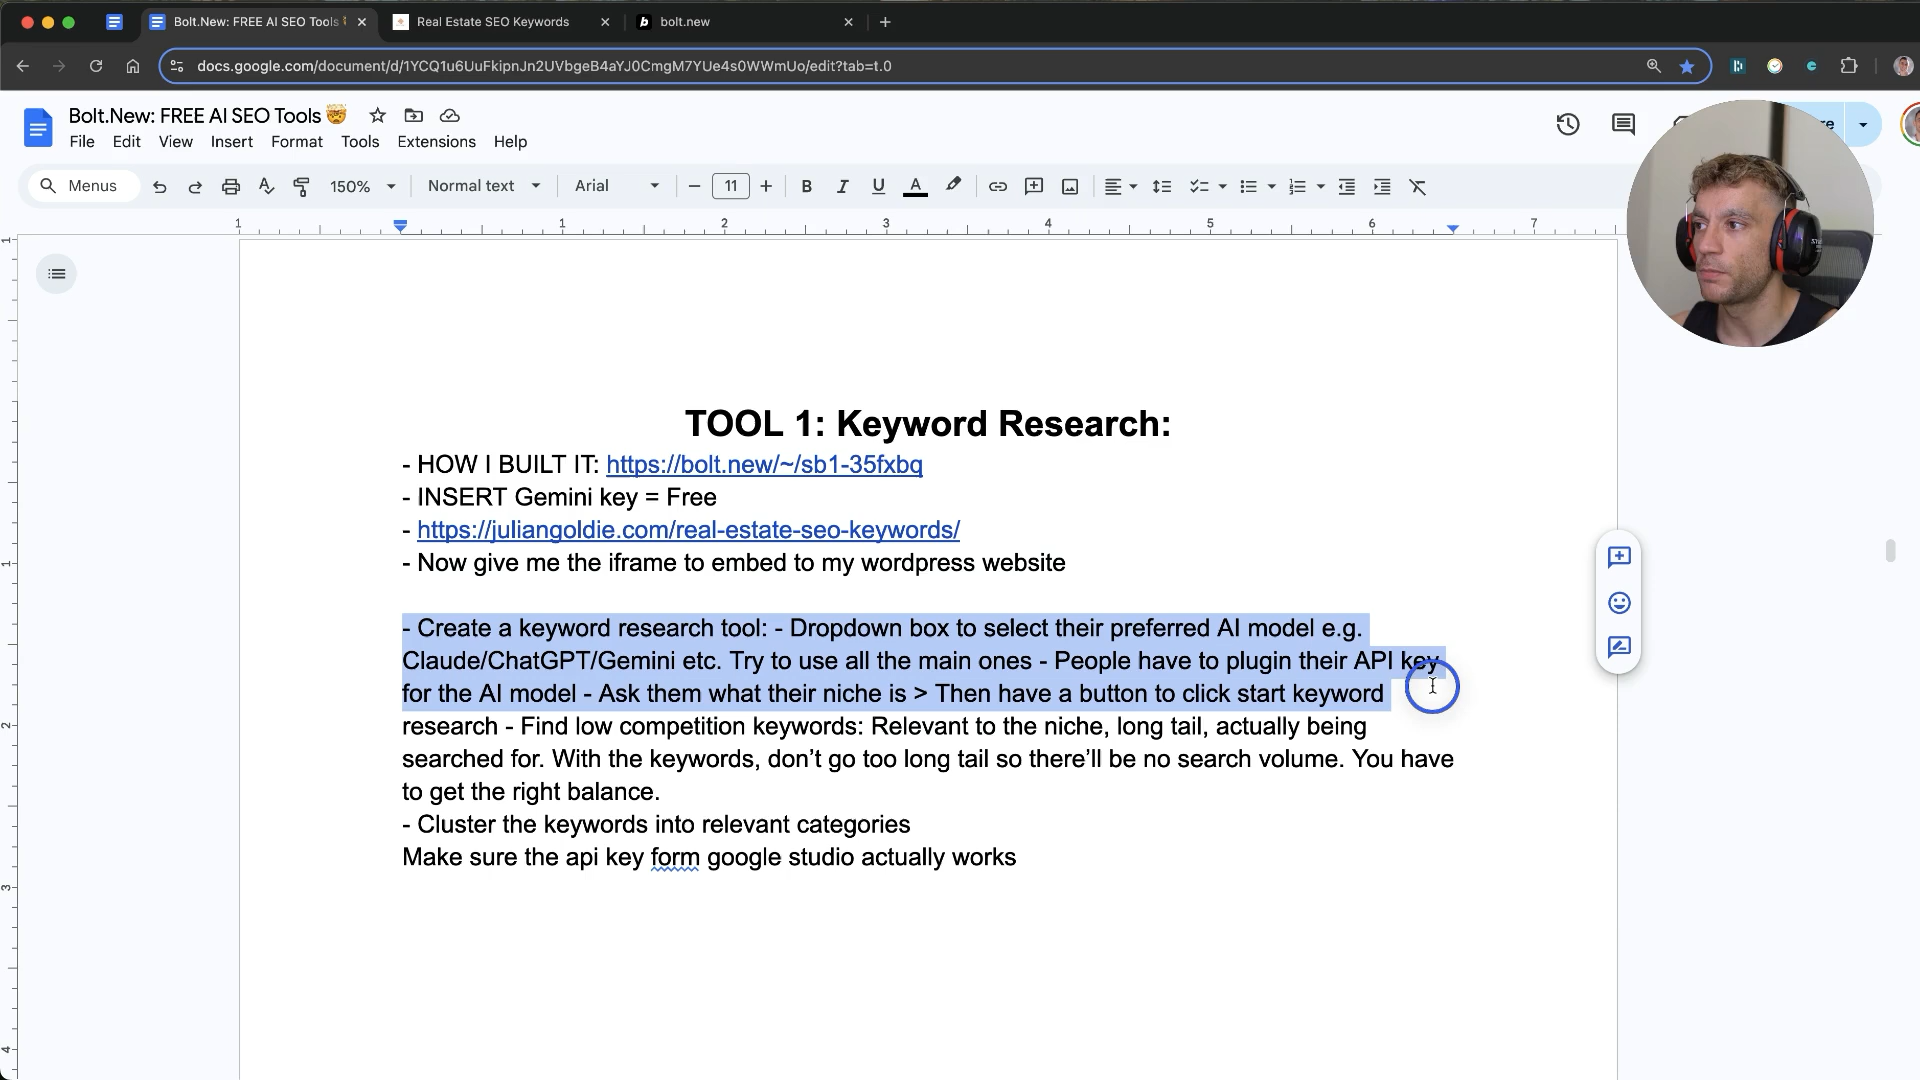 Bolt.New: FREE AI SEO Tools
Real Estate SEO Keywords
bolt.new
docs.google.com/document/d/1YCQ1u6UuFkipnJn2UVbgeB4aYJ0CmgM7YUe4s0WWmUo/edit?tab=t.0
Bolt.New: FREE AI SEO Tools 🤯
File Edit View Insert Format Tools Extensions Help
Menus 150% Normal text Arial 11
1 1 2 3 4 5 6 7
TOOL 1: Keyword Research:
- HOW I BUILT IT: https://bolt.new/~/sb1-35fxbq
- INSERT Gemini key = Free
- https://juliangoldie.com/real-estate-seo-keywords/
- Now give me the iframe to embed to my wordpress website
- Create a keyword research tool: - Dropdown box to select their preferred AI model e.g.
Claude/ChatGPT/Gemini etc. Try to use all the main ones - People have to plugin their API key
for the AI model - Ask them what their niche is > Then have a button to click start keyword
research - Find low competition keywords: Relevant to the niche, long tail, actually being
searched for. With the keywords, don’t go too long tail so there’ll be no search volume. You have
to get the right balance.
- Cluster the keywords into relevant categories
Make sure the api key form google studio actually works